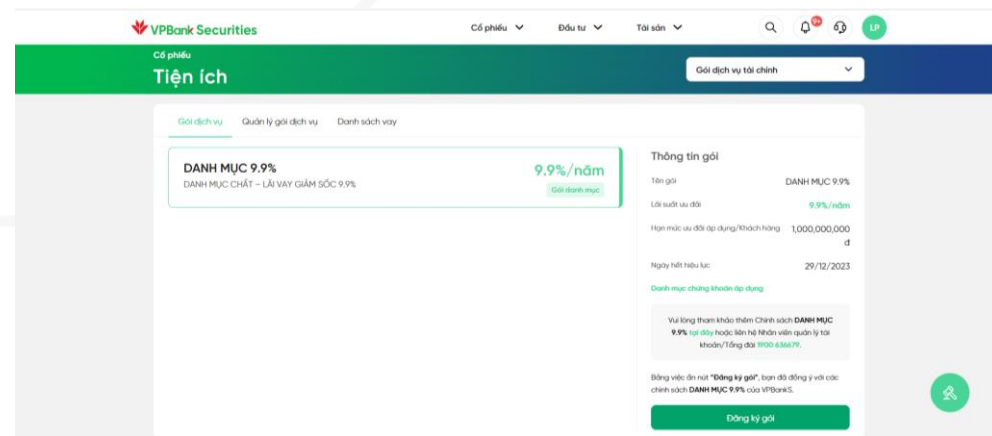 VPBank Securities
Cổ phiếu Đầu tư Tài sản
9+
LP
Cổ phiếu
Tiện ích
Gói dịch vụ tài chính
Gói dịch vụ Quản lý gói dịch vụ Danh sách vay
DANH MỤC 9.9%
DANH MỤC CHẤT – LÃI VAY GIẢM SỐC 9.9%
9.9%/năm
Gói danh mục
Thông tin gói
Tên gói DANH MỤC 9.9%
Lãi suất ưu đãi 9.9%/năm
Hạn mức ưu đãi áp dụng/Khách hàng 1,000,000,000
đ
Ngày hết hiệu lực 29/12/2023
Danh mục chứng khoán áp dụng
Vui lòng tham khảo thêm Chính sách DANH MỤC
9.9% tại đây hoặc liên hệ Nhân viên quản lý tài
khoản/Tổng đài 1900 636679.
Bằng việc ấn nút "Đăng ký gói", bạn đã đồng ý với các
chính sách DANH MỤC 9.9% của VPBankS.
Đăng ký gói